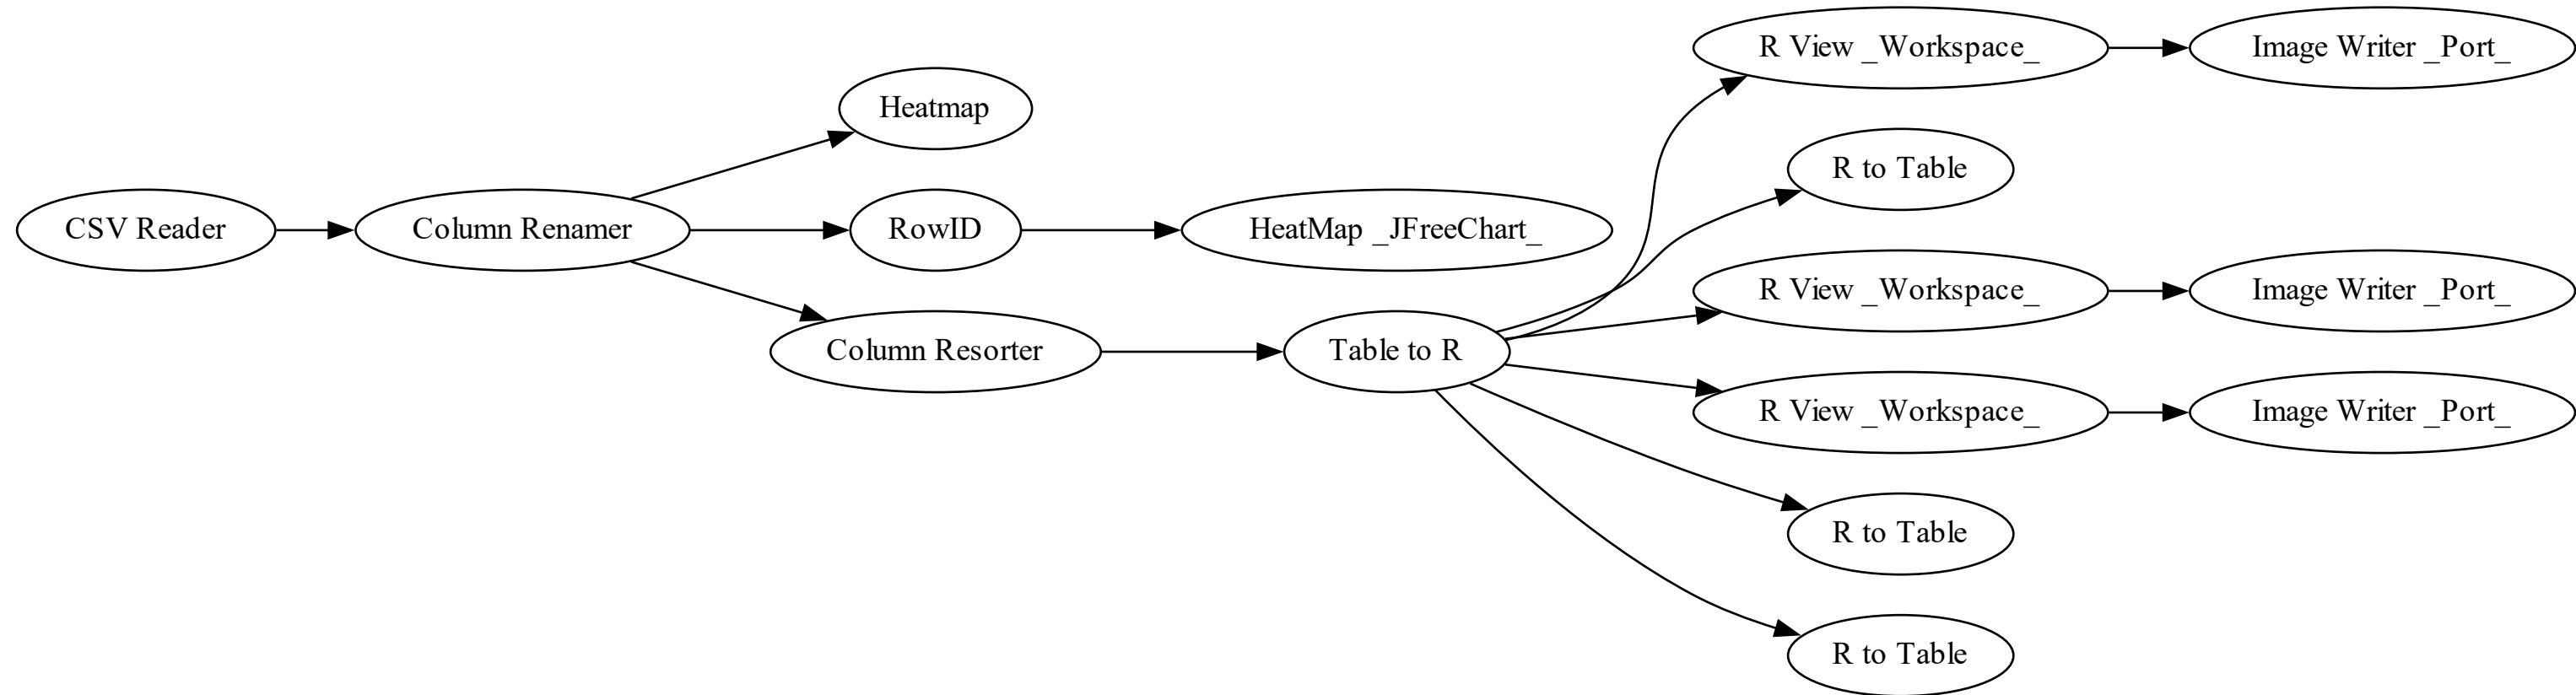 R View _Workspace_
Image Writer _Port_
Heatmap
R to Table
CSV Reader
Column Renamer
RowID
HeatMap _JFreeChart_
R View _Workspace_
Image Writer _Port_
Column Resorter
Table to R
R View _Workspace_
Image Writer _Port_
R to Table
R to Table